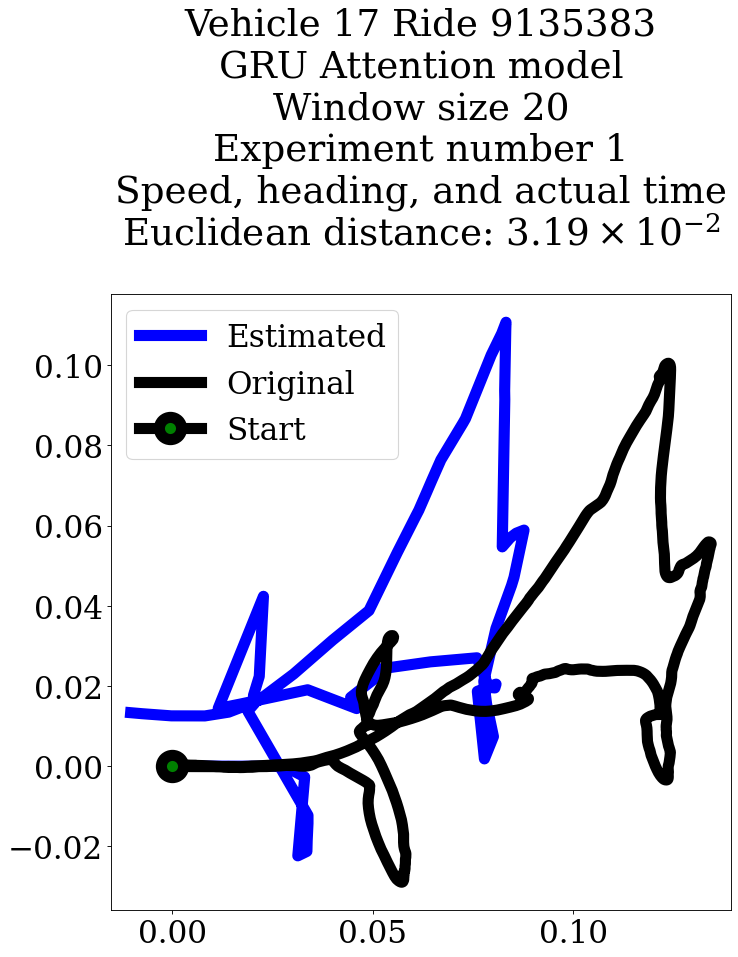 Vehicle 17 Ride 9135383
GRU Attention model
Window size 20
Experiment number 1
Speed, heading, and actual time
Euclidean distance: 3.19 × 10⁻²
Estimated
Original
Start
0.10
0.08
0.06
0.04
0.02
0.00
−0.02
0.00 0.05 0.10